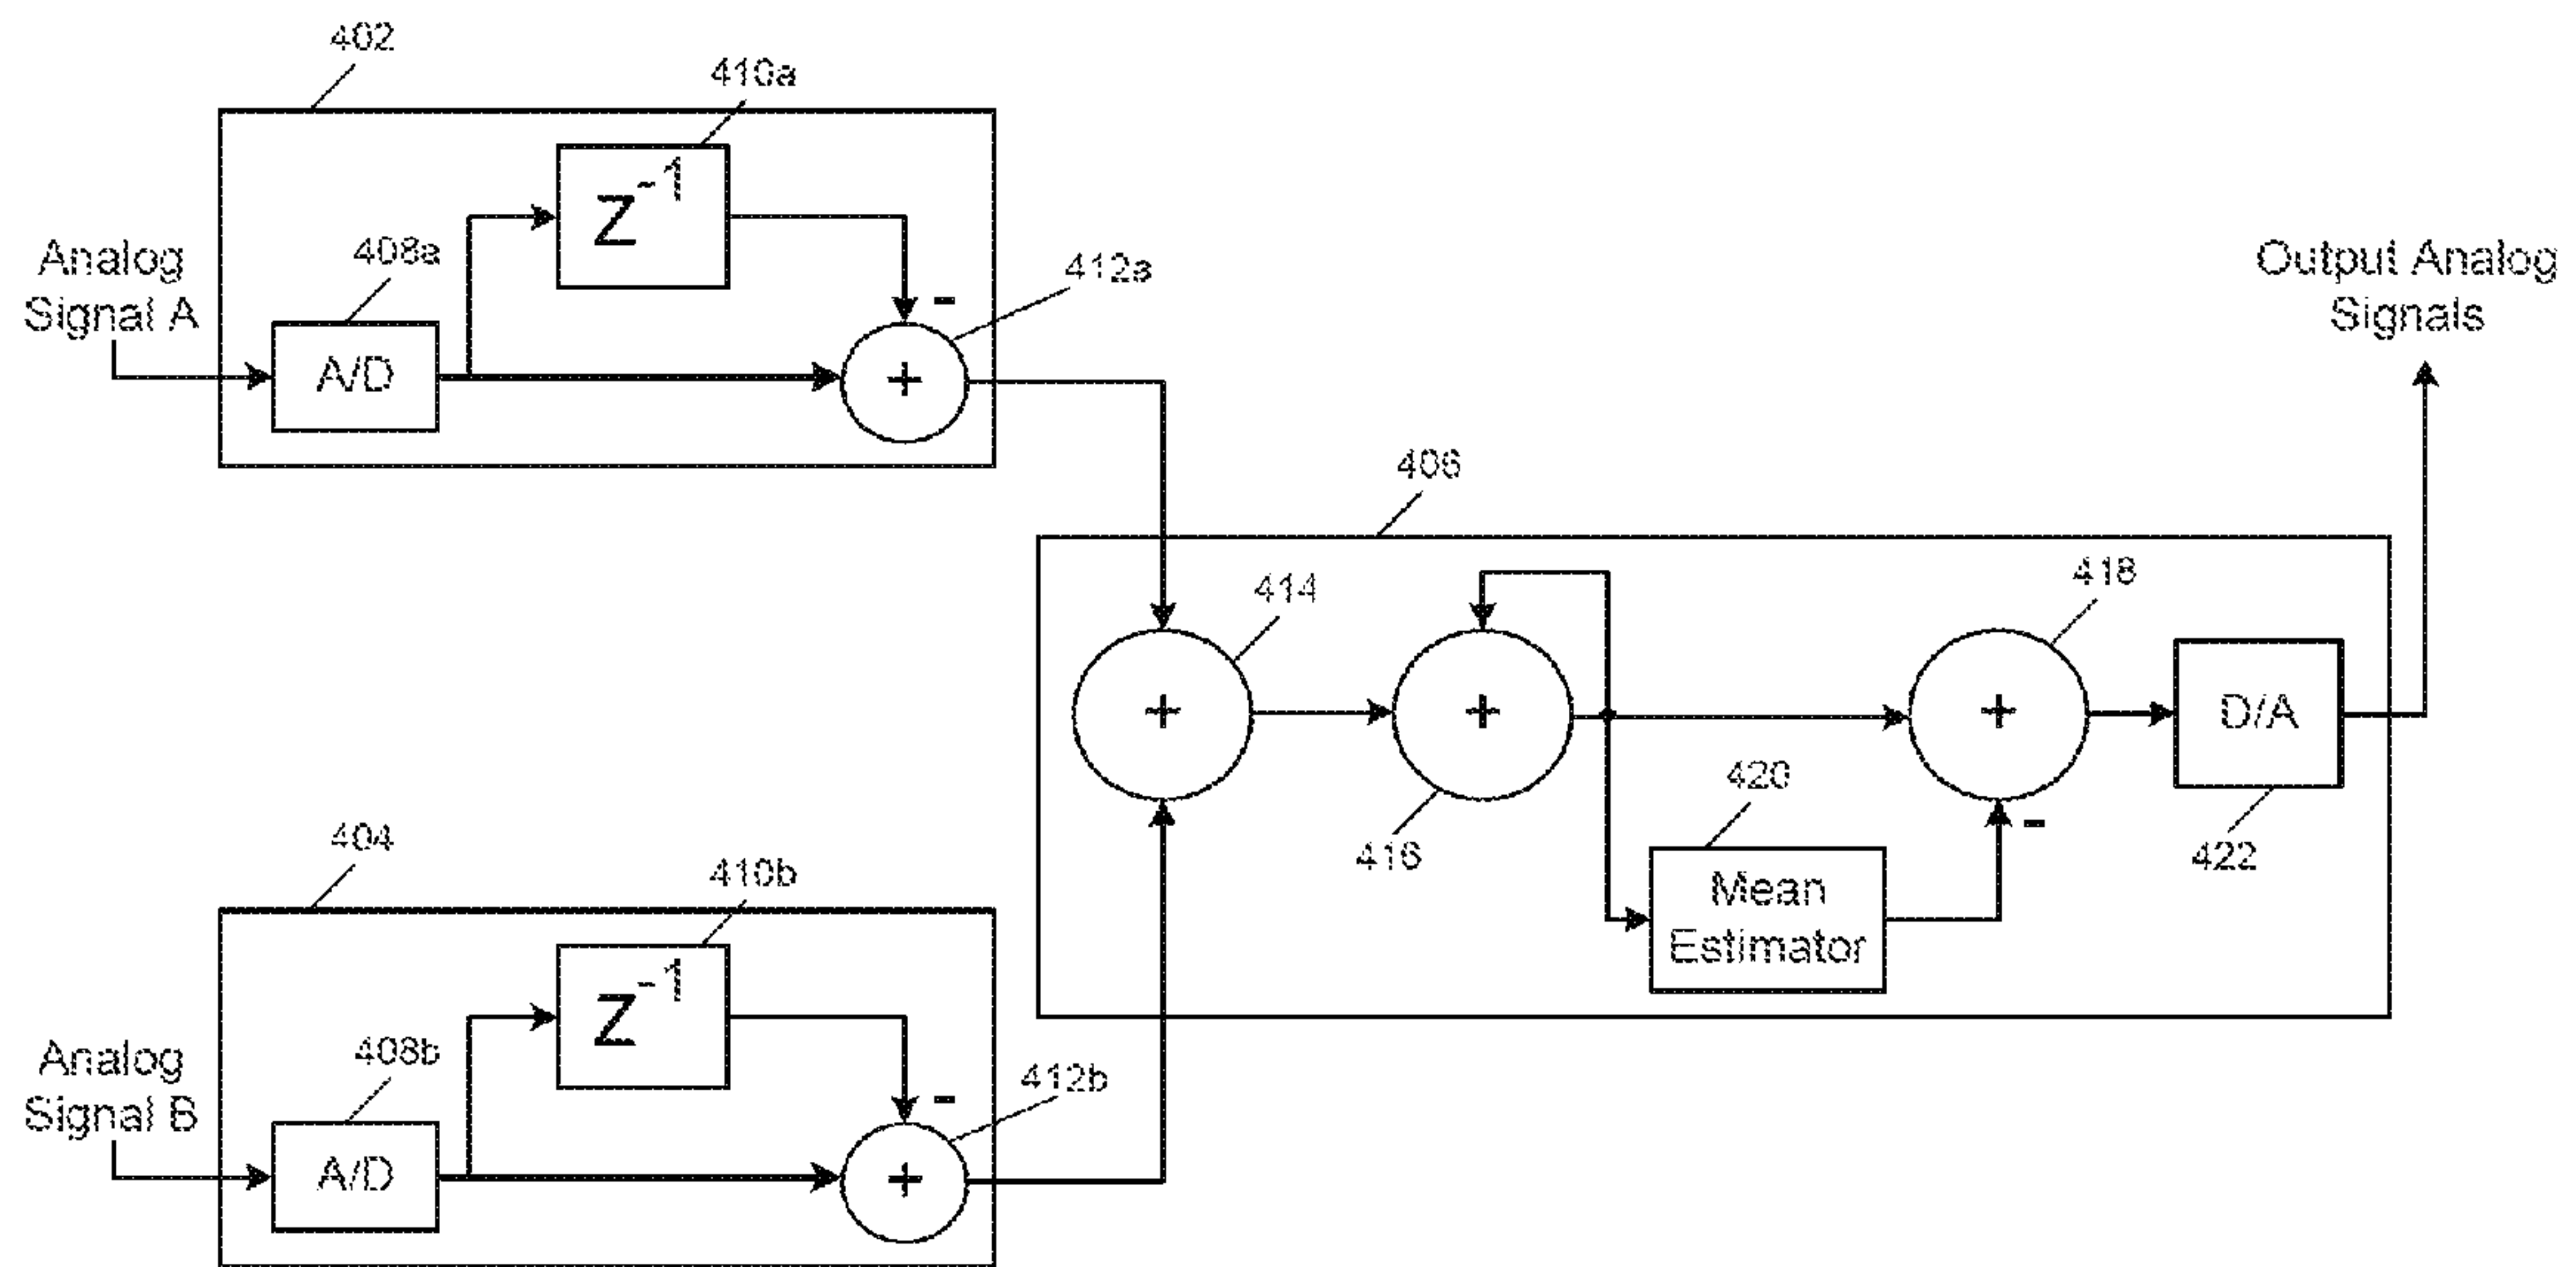 402
410a
Z-1
Analog
Signal A
408a
A/D
-
412a
+
Output Analog
Signals
406
414
418
+
+
+
D/A
420
416
-
422
Mean
Estimator
404
410b
Z-1
Analog
Signal B
408b
A/D
-
412b
+